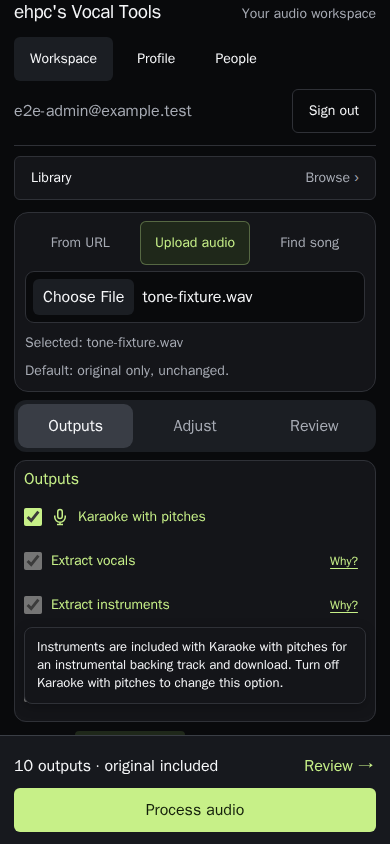 ehpc's Vocal Tools
Your audio workspace
Workspace
Profile
People
e2e-admin@example.test
Sign out
Library
Browse ›
From URL
Upload audio
Find song
Choose File
tone-fixture.wav
Selected: tone-fixture.wav
Default: original only, unchanged.
Outputs
Adjust
Review
Outputs
Karaoke with pitches
Extract vocals
Why?
Extract instruments
Why?
Instruments are included with Karaoke with pitches for
an instrumental backing track and download. Turn off
Karaoke with pitches to change this option.
10 outputs · original included
Review →
Process audio